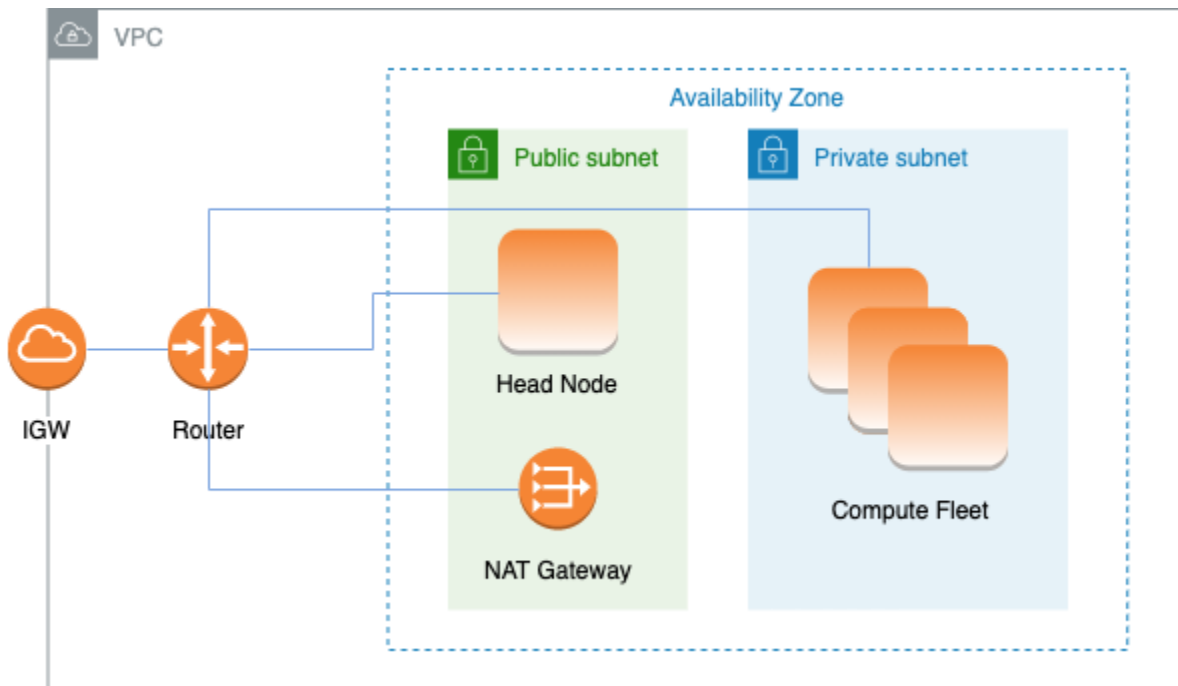 VPC
Availability Zone
Public subnet
Private subnet
Head Node
IGW
Router
Compute Fleet
NAT Gateway